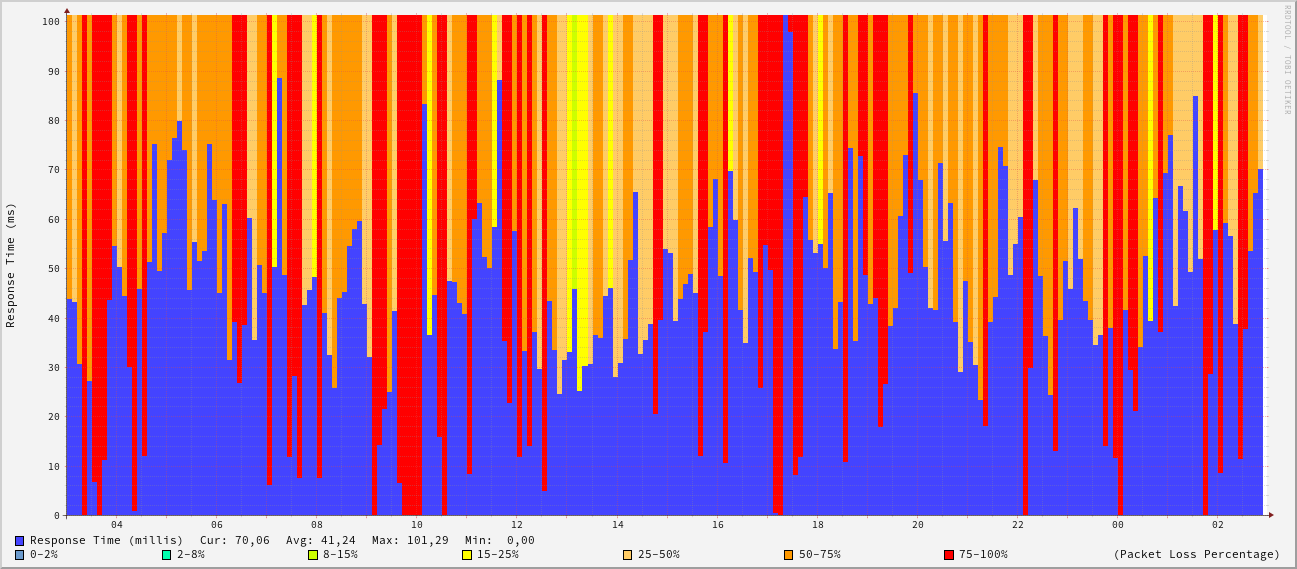 RRDTOOL / TOBI OETIKER
Response Time (ms)
100
90
80
70
60
50
40
30
20
10
0
04 06 08 10 12 14 16 18 20 22 00 02
Response Time (millis) Cur: 70,06 Avg: 41,24 Max: 101,29 Min: 0,00
0-2% 2-8% 8-15% 15-25% 25-50% 50-75% 75-100% (Packet Loss Percentage)